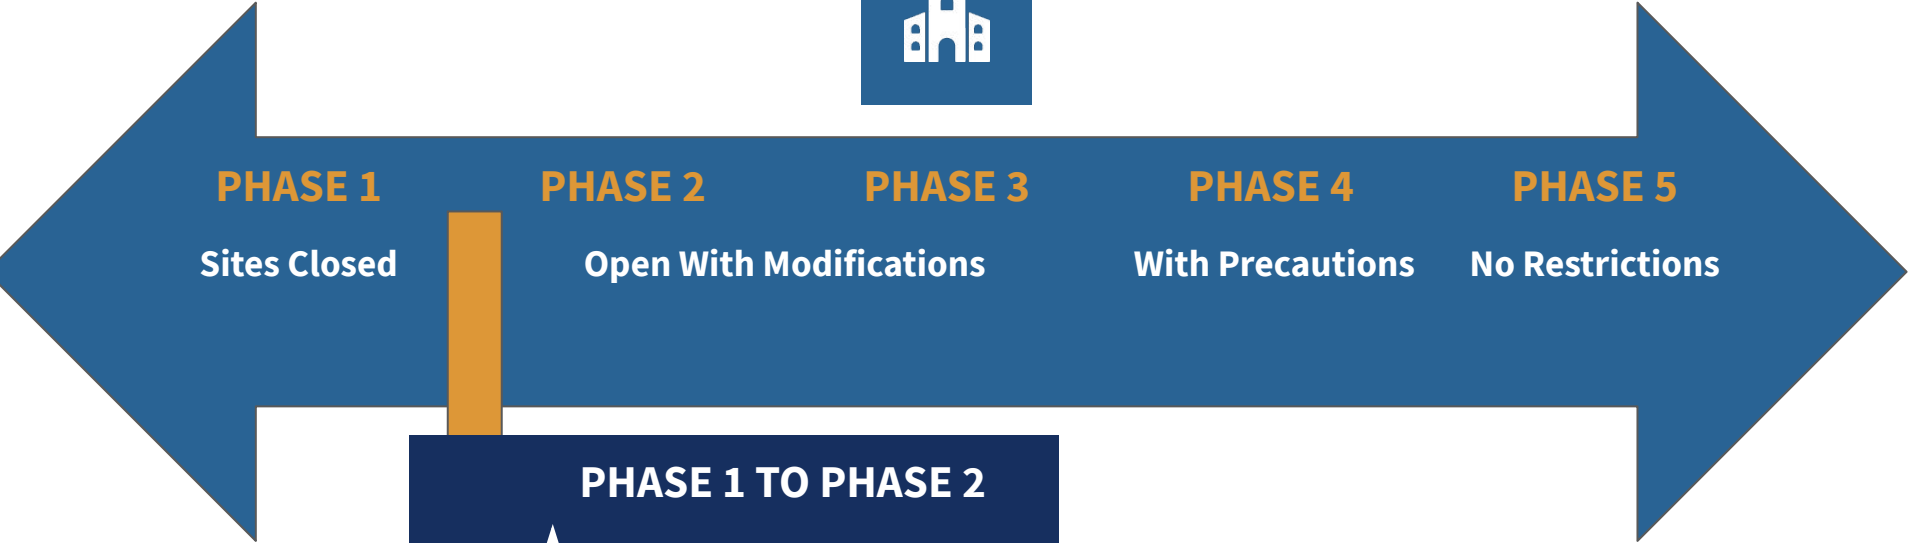 PHASE 1 PHASE 2 PHASE 3 PHASE 4 PHASE 5
Sites Closed Open With Modifications With Precautions No Restrictions
PHASE 1 TO PHASE 2